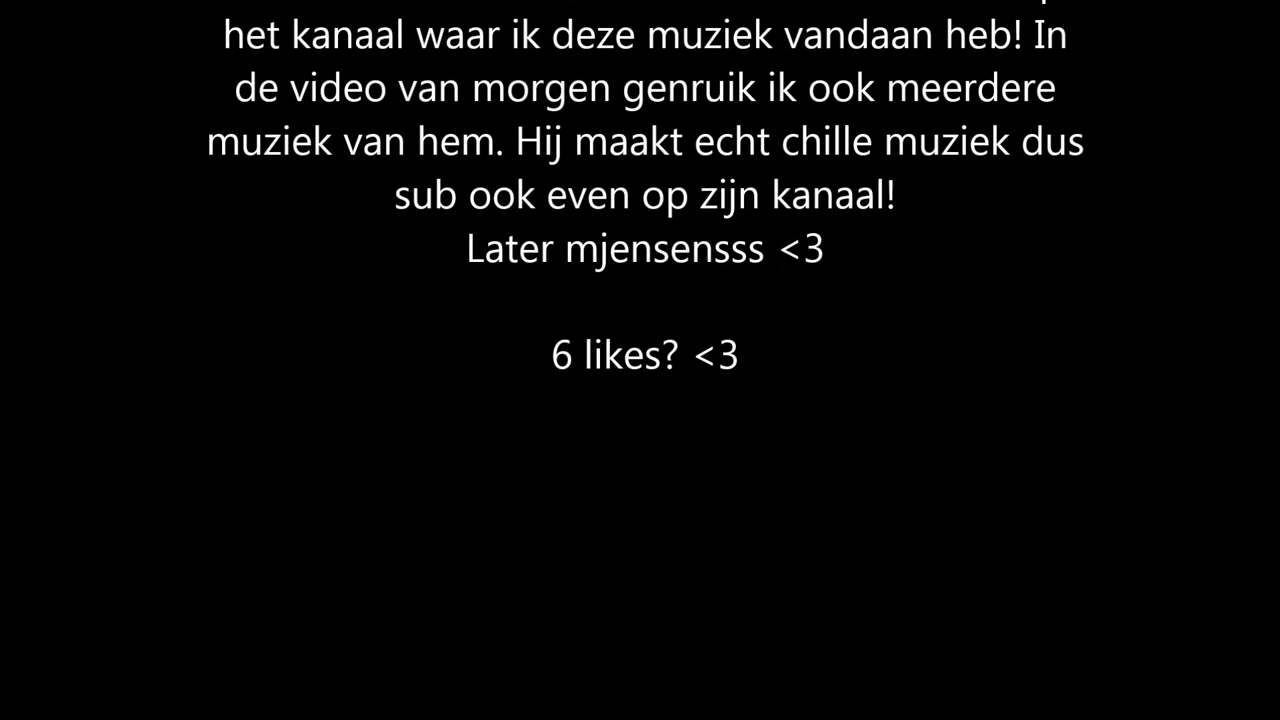 het kanaal waar ik deze muziek vandaan heb! In
de video van morgen genruik ik ook meerdere
muziek van hem. Hij maakt echt chille muziek dus
sub ook even op zijn kanaal!
Later mjensensss <3
6 likes? <3